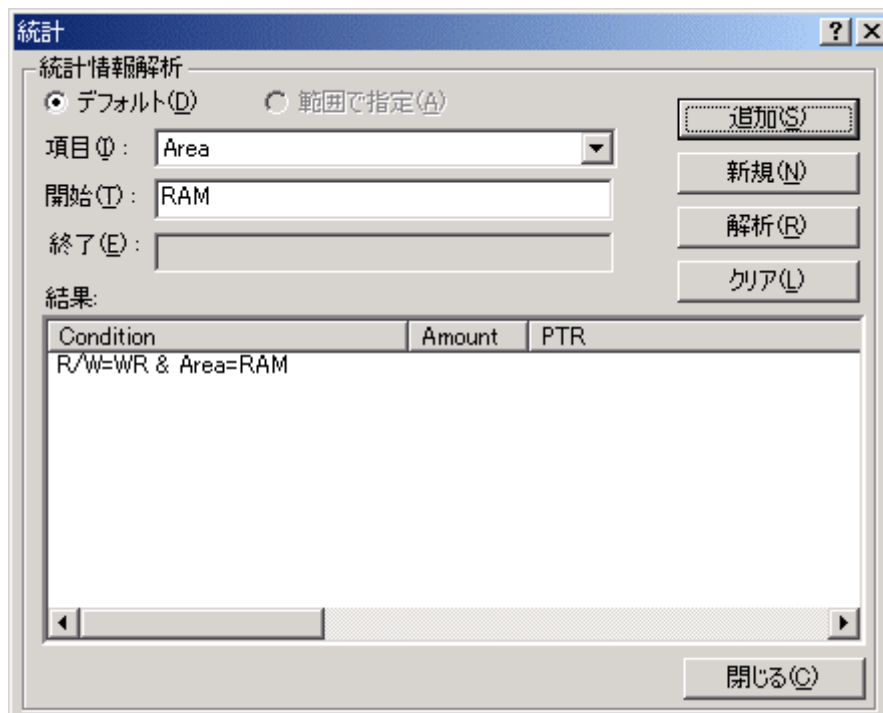 統計
統計情報解析
デフォルト(D)
範囲で指定(A)
追加(S)
項目(I):
Area
新規(N)
開始(T):
RAM
解析(R)
終了(E):
クリア(L)
結果:
Condition Amount PTR
R/W=WR & Area=RAM
閉じる(C)